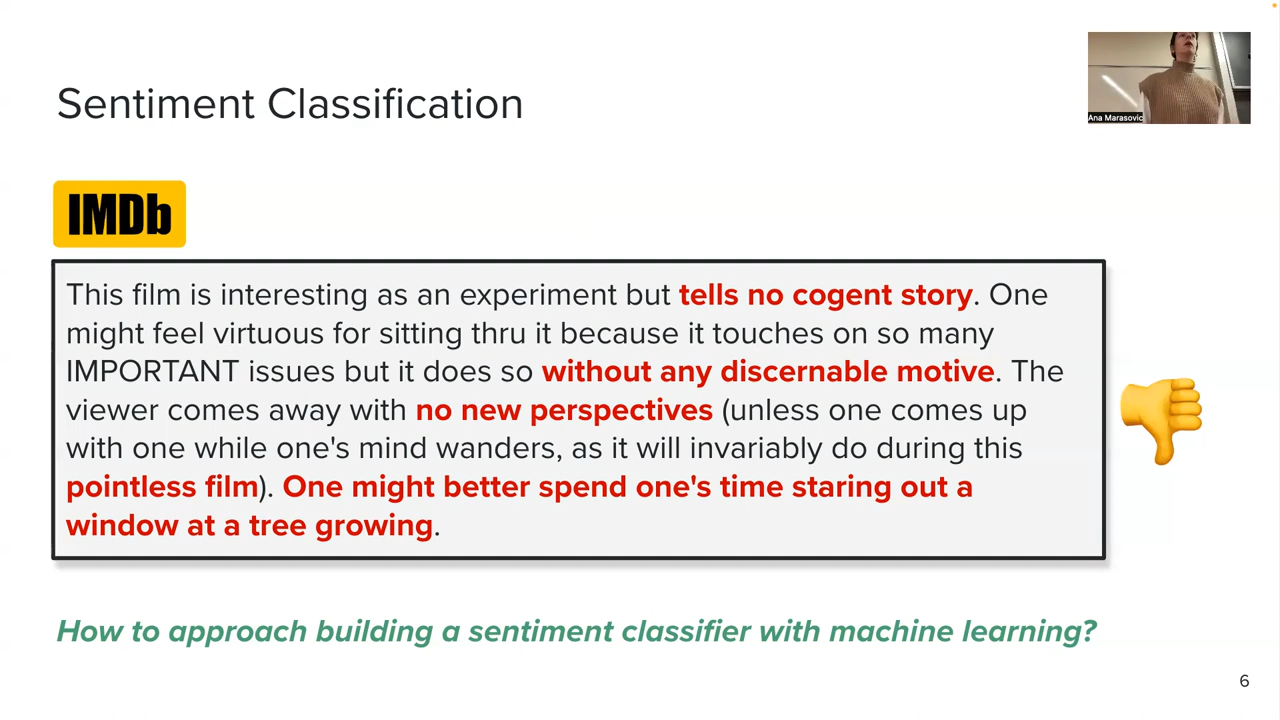 Sentiment Classification
Ana Marasovic
IMDb
This film is interesting as an experiment but tells no cogent story. One
might feel virtuous for sitting thru it because it touches on so many
IMPORTANT issues but it does so without any discernable motive. The
viewer comes away with no new perspectives (unless one comes up
with one while one's mind wanders, as it will invariably do during this
pointless film). One might better spend one's time staring out a
window at a tree growing.
How to approach building a sentiment classifier with machine learning?
6